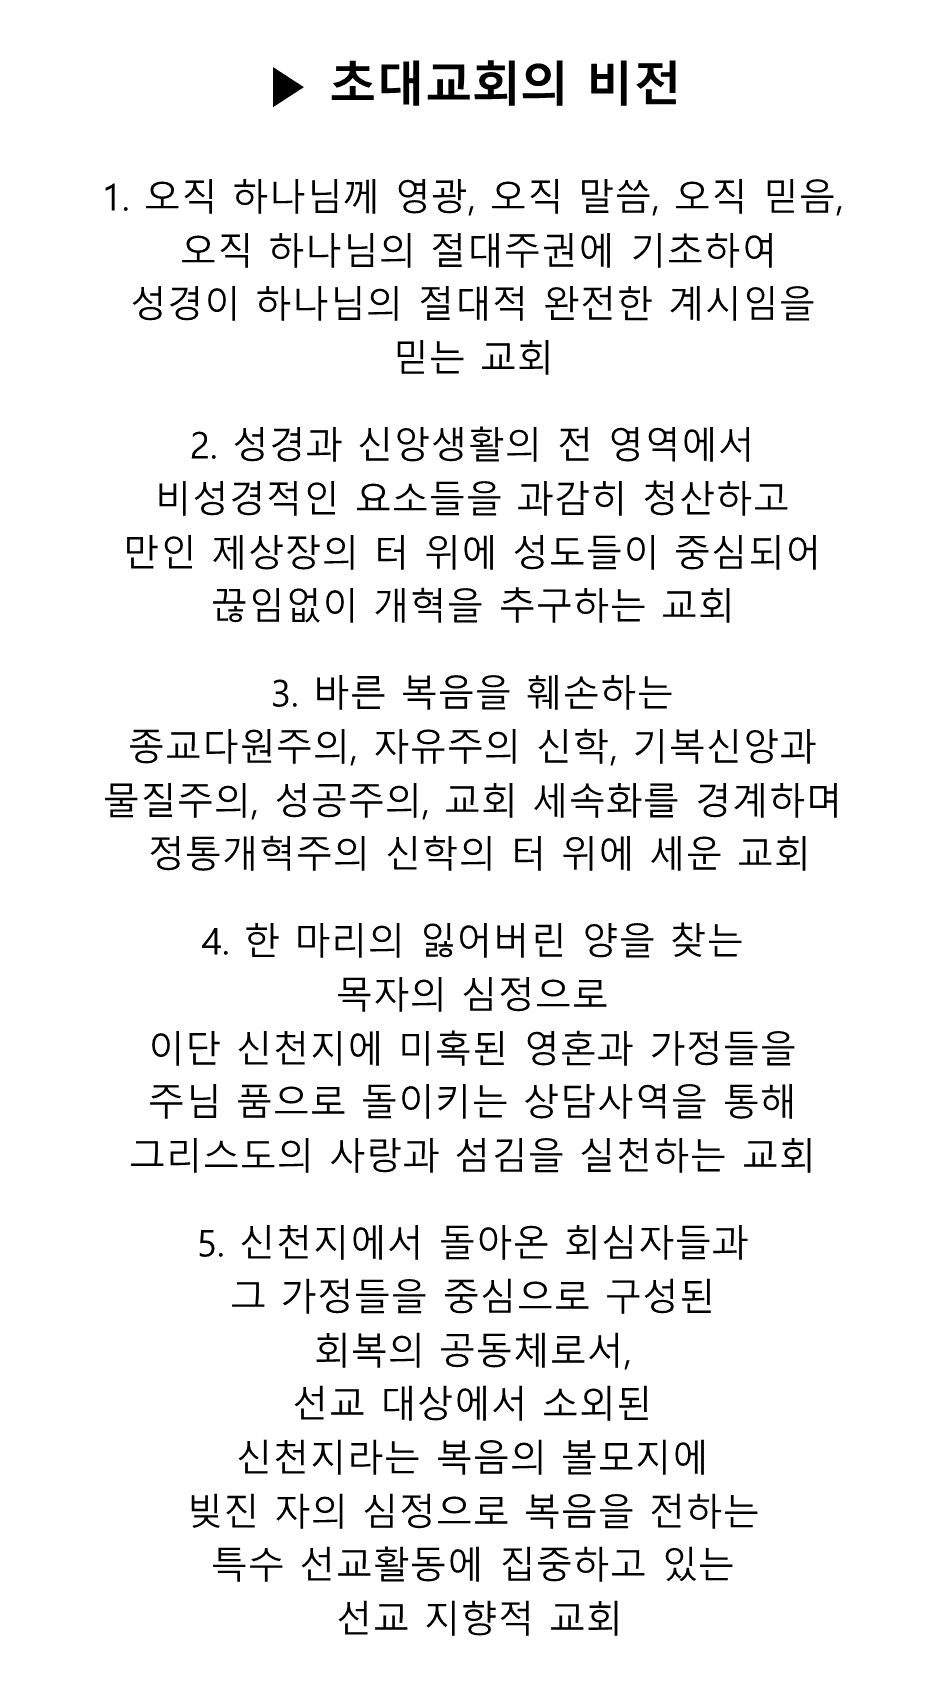 ▶ 초대교회의 비전
1. 오직 하나님께 영광, 오직 말씀, 오직 믿음,
오직 하나님의 절대주권에 기초하여
성경이 하나님의 절대적 완전한 계시임을
믿는 교회
2. 성경과 신앙생활의 전 영역에서
비성경적인 요소들을 과감히 청산하고
만인 제상장의 터 위에 성도들이 중심되어
끊임없이 개혁을 추구하는 교회
3. 바른 복음을 훼손하는
종교다원주의, 자유주의 신학, 기복신앙과
물질주의, 성공주의, 교회 세속화를 경계하며
정통개혁주의 신학의 터 위에 세운 교회
4. 한 마리의 잃어버린 양을 찾는
목자의 심정으로
이단 신천지에 미혹된 영혼과 가정들을
주님 품으로 돌이키는 상담사역을 통해
그리스도의 사랑과 섬김을 실천하는 교회
5. 신천지에서 돌아온 회심자들과
그 가정들을 중심으로 구성된
회복의 공동체로서,
선교 대상에서 소외된
신천지라는 복음의 볼모지에
빚진 자의 심정으로 복음을 전하는
특수 선교활동에 집중하고 있는
선교 지향적 교회